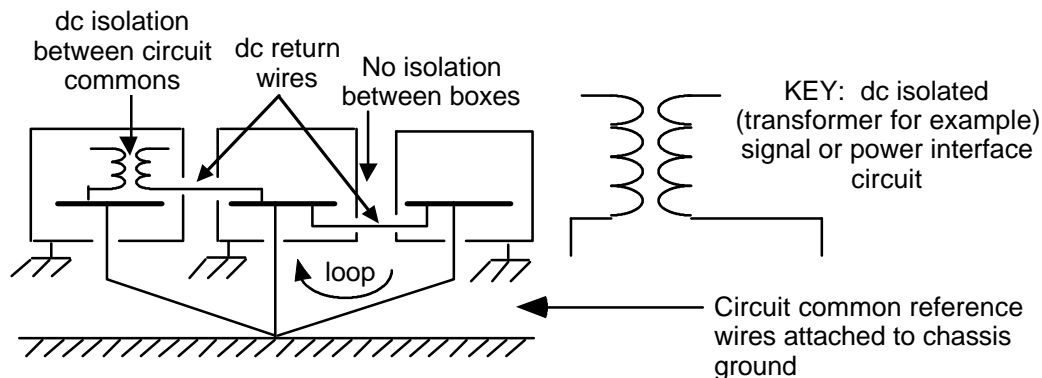 dc isolation
between circuit
commons
dc return
wires
No isolation
between boxes
KEY: dc isolated
(transformer for example)
signal or power interface
circuit
loop
Circuit common reference
wires attached to chassis
ground